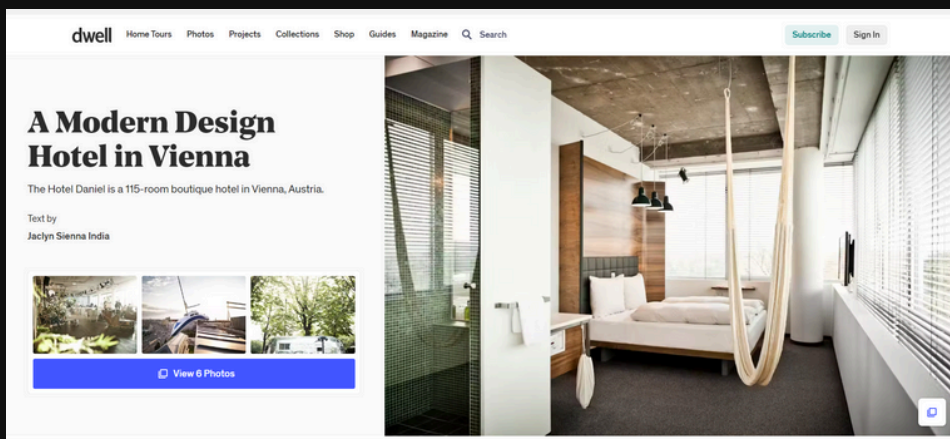 dwell
Home Tours
Photos
Projects
Collections
Shop
Guides
Magazine
Search
Subscribe
Sign In
A Modern Design
Hotel in Vienna
The Hotel Daniel is a 115-room boutique hotel in Vienna, Austria.
Text by
Jaclyn Sienna India
View 6 Photos